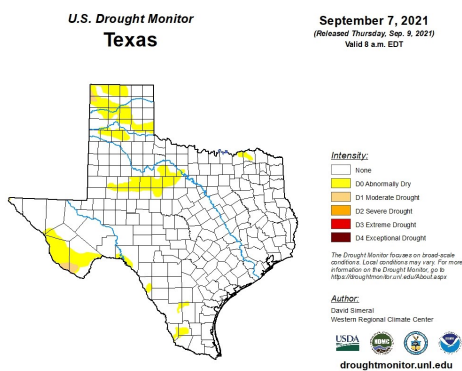 U.S. Drought Monitor
Texas
September 7, 2021
(Released Thursday, Sep. 9, 2021)
Valid 8 a.m. EDT
Intensity:
None
D0 Abnormally Dry
D1 Moderate Drought
D2 Severe Drought
D3 Extreme Drought
D4 Exceptional Drought
The Drought Monitor focuses on broad-scale
conditions. Local conditions may vary. For more
information on the Drought Monitor, go to
https://droughtmonitor.unl.edu/About.aspx
Author:
David Simeral
Western Regional Climate Center
USDA
NDMC
droughtmonitor.unl.edu